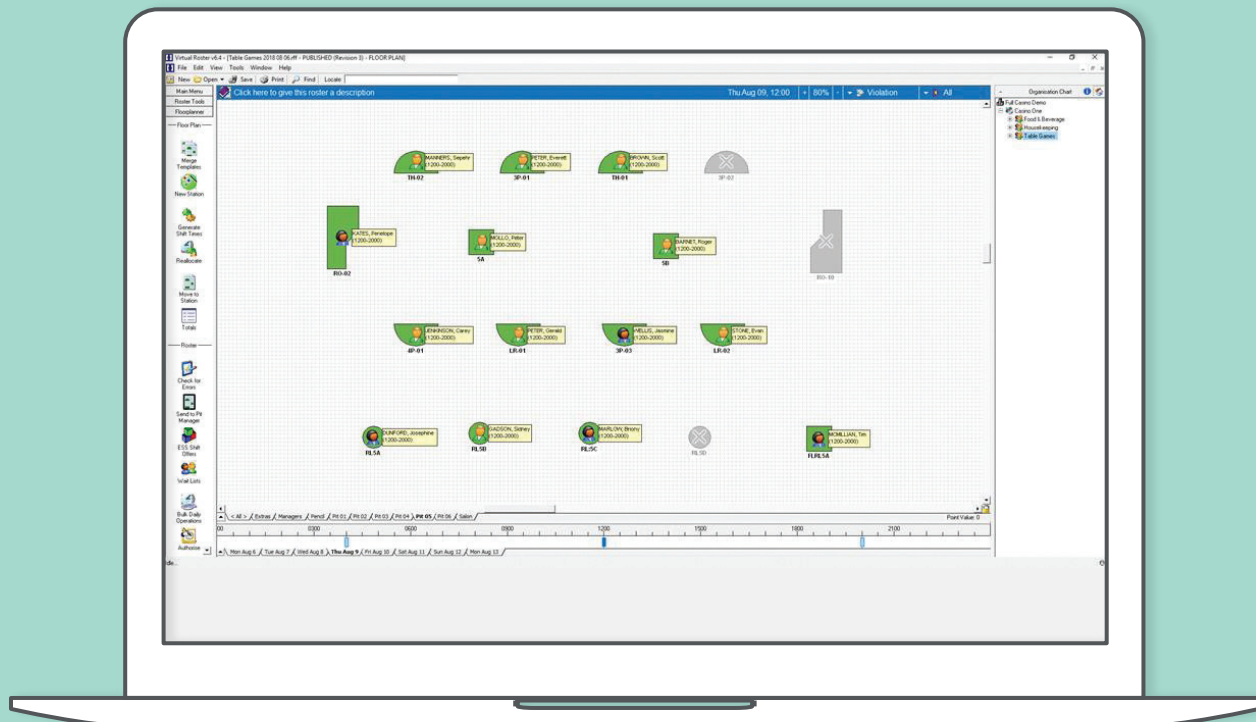 Virtual Roster v6.4 - [Table Games 2018 08 06.rff - PUBLISHED (Revision 3) - FLOOR PLAN]
File Edit View Tools Window Help
New Open Save Print Find Locate
Main Menu
Roster Tools
Floorplanner
Click here to give this roster a description
Thu Aug 09, 12:00 + 80% - Violation All
Organisation Chart
Full Casino Demo
Casino One
Food & Beverage
Housekeeping
Table Games
Floor Plan
Merge
Templates
New Station
Generate
Shift Times
Reallocate
Move to
Station
Totals
Roster
Check for
Errors
Send to Pit
Manager
ESS Shift
Offers
Wait Lists
Bulk Daily
Operations
Authorise
MANNERS, Sepehr
(1200-2000)
TH-02
PETER, Everett
(1200-2000)
3P-01
BROWN, Scott
(1200-2000)
TH-01
3P-02
KATES, Penelope
(1200-2000)
RO-02
MOLLO, Peter
(1200-2000)
5A
BARNET, Roger
(1200-2000)
5B
JENKINSON, Carey
(1200-2000)
4P-01
PETER, Gerald
(1200-2000)
LR-01
WELLIS, Jasmine
(1200-2000)
3P-03
STONE, Evan
(1200-2000)
LR-02
DUNFORD, Josephine
(1200-2000)
RL5A
GADSON, Sidney
(1200-2000)
RL5B
MARLOW, Briony
(1200-2000)
RL5C
RL5D
MCMILLIAN, Tim
(1200-2000)
FLRL5A
< All > Extras Managers Pencil Pit 01 Pit 02 Pit 03 Pit 04 Pit 05 Pit 06 Salon
Point Value: 0
00 0300 0600 0900 1200 1500 1800 2100
Mon Aug 6 Tue Aug 7 Wed Aug 8 Thu Aug 9 Fri Aug 10 Sat Aug 11 Sun Aug 12 Mon Aug 13